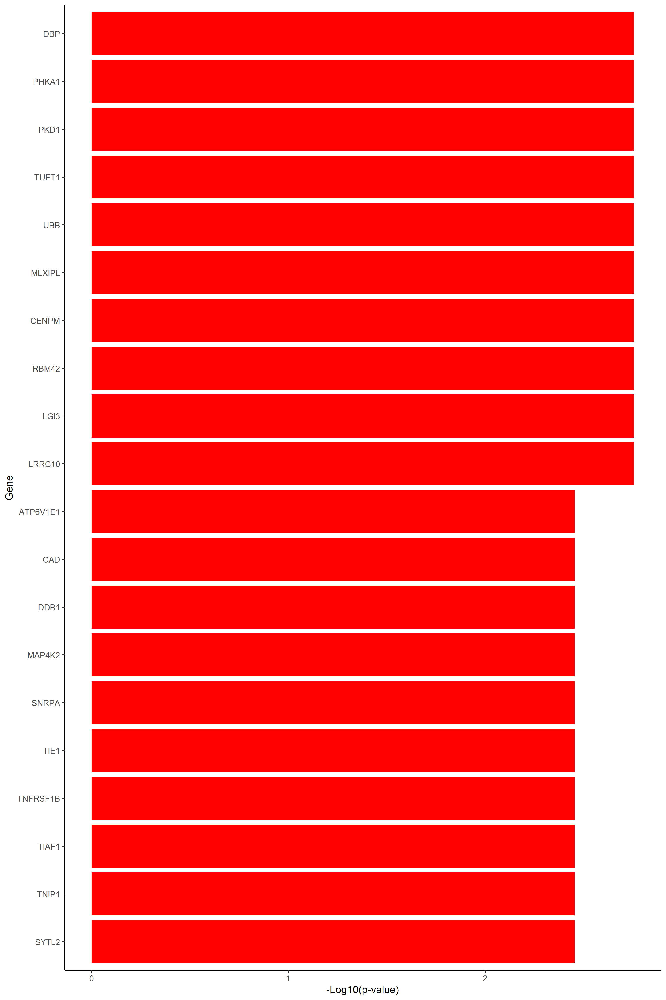 DBP
PHKA1
PKD1
TUFT1
UBB
MLXIPL
CENPM
RBM42
LGI3
LRRC10
Gene
ATP6V1E1
CAD
DDB1
MAP4K2
SNRPA
TIE1
TNFRSF1B
TIAF1
TNIP1
SYTL2
0 1 2
-Log10(p-value)